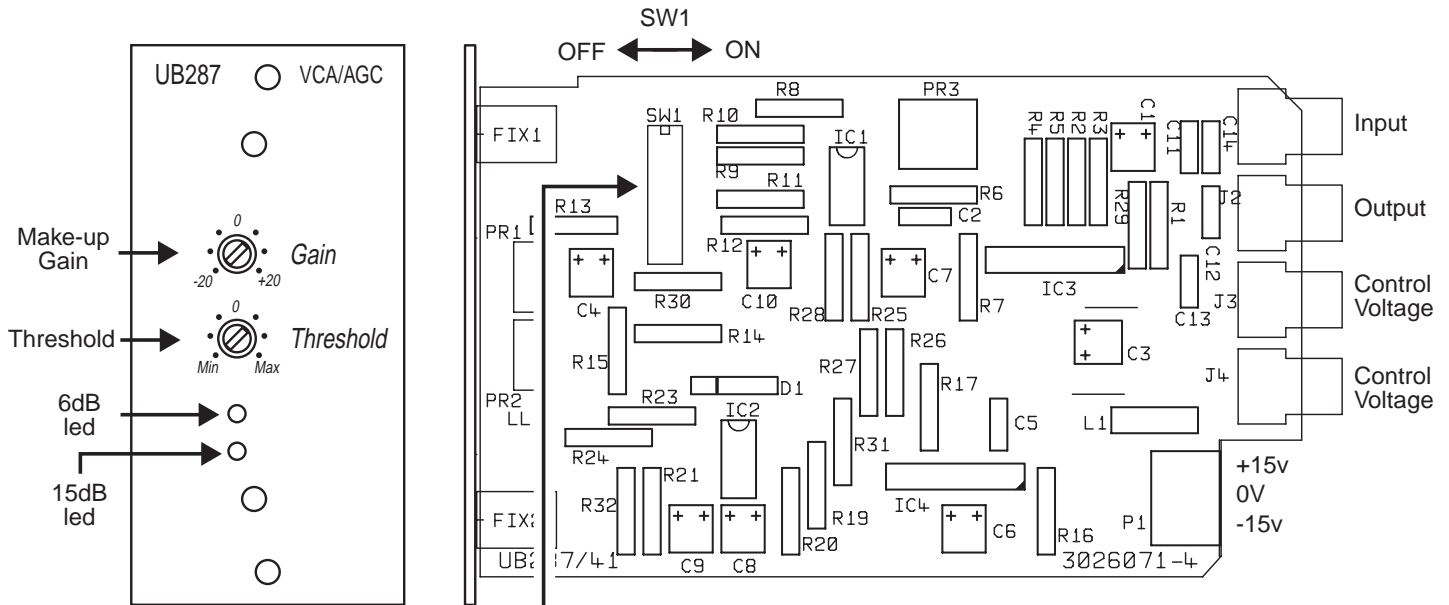 SW1
OFF ON
UB287 VCA/AGC
Make-up
Gain
0
-20
+20
Gain
Threshold
0
Min
Max
Threshold
6dB
led
15dB
led
FIX1
SW1
R8
R10
R9
R11
R12
R13
PR1
C4
R30
C10
IC1
PR3
R6
C2
R4
R5
R2
R3
C1
C11
C14
R29
R1
J2
C12
IC3
C7
R7
R28
R25
C13
J3
C3
J4
L1
R15
R14
PR2
LL
D1
R23
IC2
R24
R27
R26
R17
R31
C5
R32
R21
R19
R20
C9
C8
IC4
C6
R16
P1
FIX2
UB 87/41
3026071-4
Input
Output
Control
Voltage
Control
Voltage
+15v
0V
-15v